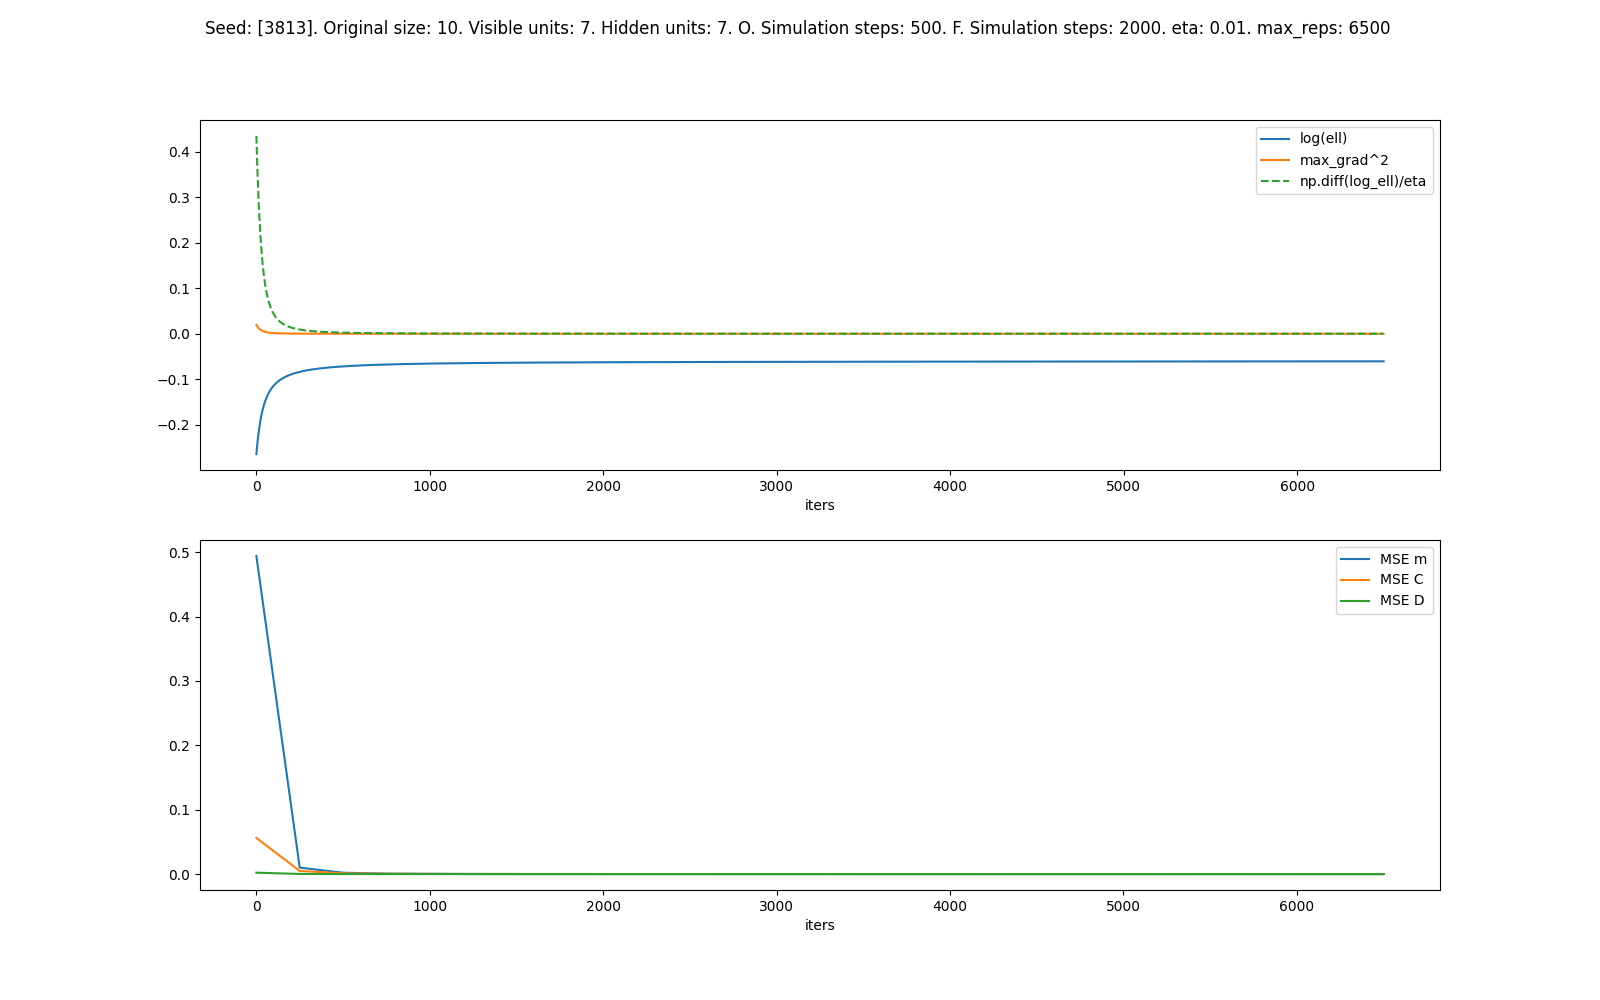 Seed: [3813]. Original size: 10. Visible units: 7. Hidden units: 7. O. Simulation steps: 500. F. Simulation steps: 2000. eta: 0.01. max_reps: 6500
log(ell)
max_grad^2
np.diff(log_ell)/eta
0.4
0.3
0.2
0.1
0.0
−0.1
−0.2
0 1000 2000 3000 4000 5000 6000
iters
MSE m
MSE C
MSE D
0.5
0.4
0.3
0.2
0.1
0.0
0 1000 2000 3000 4000 5000 6000
iters